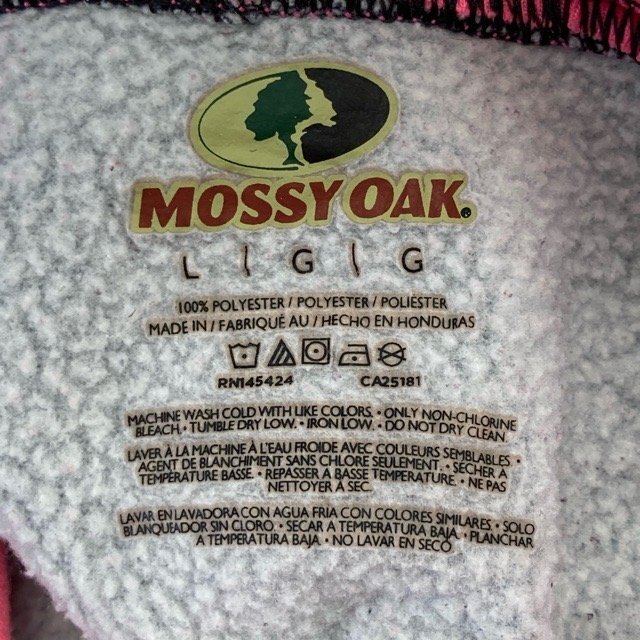 MOSSY OAK®
L | G | G
100% POLYESTER / POLYESTER / POLIÉSTER
MADE IN / FABRIQUÉ AU / HECHO EN HONDURAS
RN145424 CA25181
MACHINE WASH COLD WITH LIKE COLORS. • ONLY NON-CHLORINE
BLEACH. • TUMBLE DRY LOW. • IRON LOW. • DO NOT DRY CLEAN.
LAVER À LA MACHINE À L'EAU FROIDE AVEC COULEURS SEMBLABLES. •
AGENT DE BLANCHIMENT SANS CHLORE SEULEMENT. • SÉCHER À
TEMPÉRATURE BASSE. • REPASSER À BASSE TEMPÉRATURE. • NE PAS
NETTOYER À SEC
LAVAR EN LAVADORA CON AGUA FRIA CON COLORES SIMILARES • SOLO
BLANQUEADOR SIN CLORO. • SECAR A TEMPERATURA BAJA. • PLANCHAR
A TEMPERATURA BAJA. • NO LAVAR EN SECO